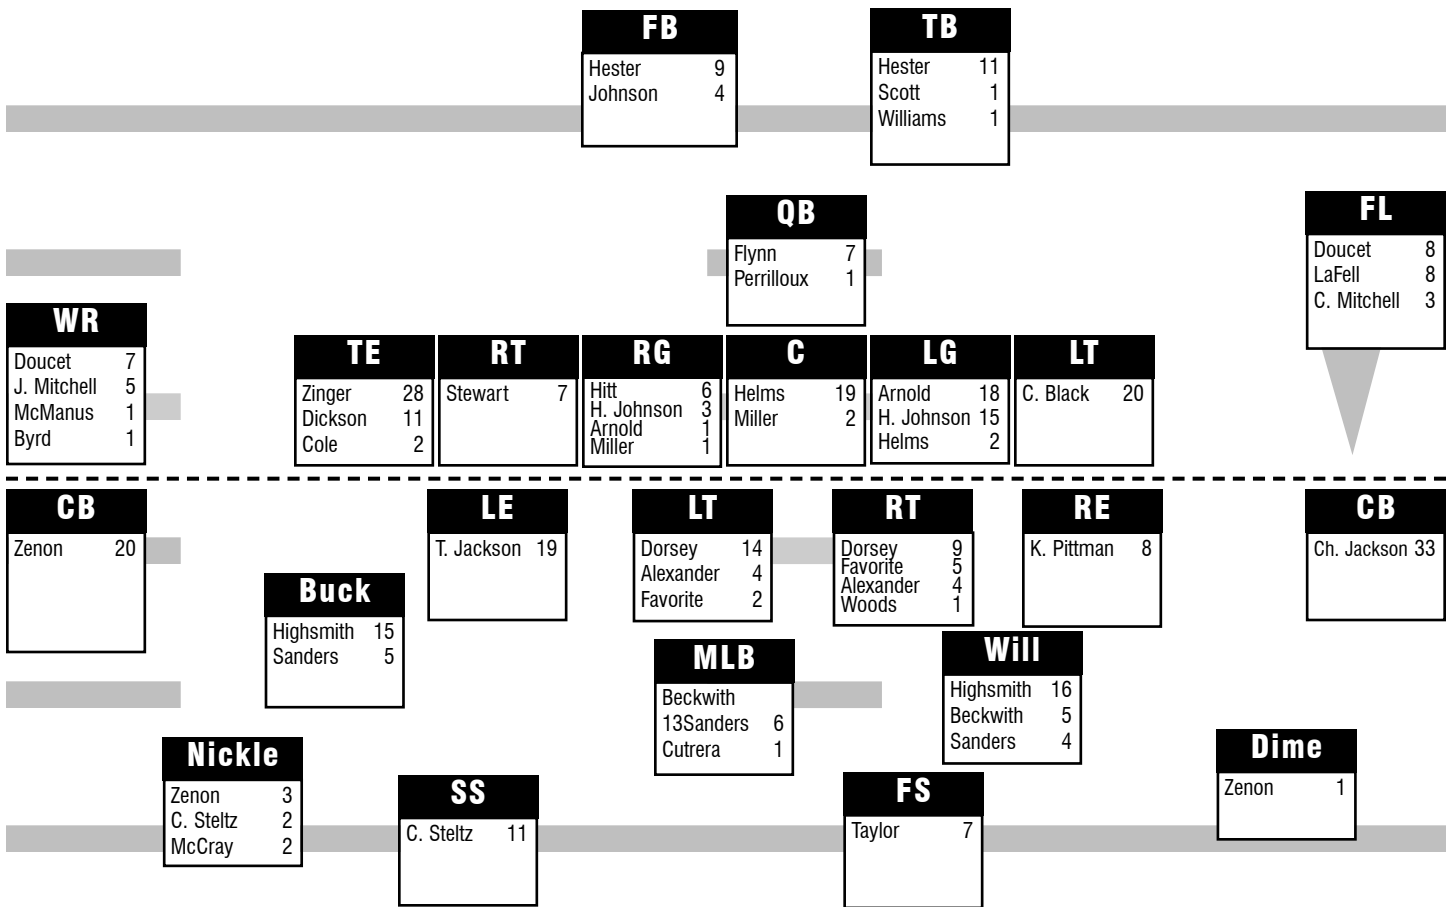 FB
Hester 9
Johnson 4
TB
Hester 11
Scott 1
Williams 1
QB
Flynn 7
Perrilloux 1
FL
Doucet 8
LaFell 8
C. Mitchell 3
WR
Doucet 7
J. Mitchell 5
McManus 1
Byrd 1
TE
Zinger 28
Dickson 11
Cole 2
RT
Stewart 7
RG
Hitt 6
H. Johnson 3
Arnold 1
Miller 1
C
Helms 19
Miller 2
LG
Arnold 18
H. Johnson 15
Helms 2
LT
C. Black 20
CB
Zenon 20
Buck
Highsmith 15
Sanders 5
LE
T. Jackson 19
LT
Dorsey 14
Alexander 4
Favorite 2
RT
Dorsey 9
Favorite 5
Alexander 4
Woods 1
RE
K. Pittman 8
CB
Ch. Jackson 33
MLB
Beckwith
13Sanders 6
Cutrera 1
Will
Highsmith 16
Beckwith 5
Sanders 4
Nickle
Zenon 3
C. Steltz 2
McCray 2
SS
C. Steltz 11
FS
Taylor 7
Dime
Zenon 1